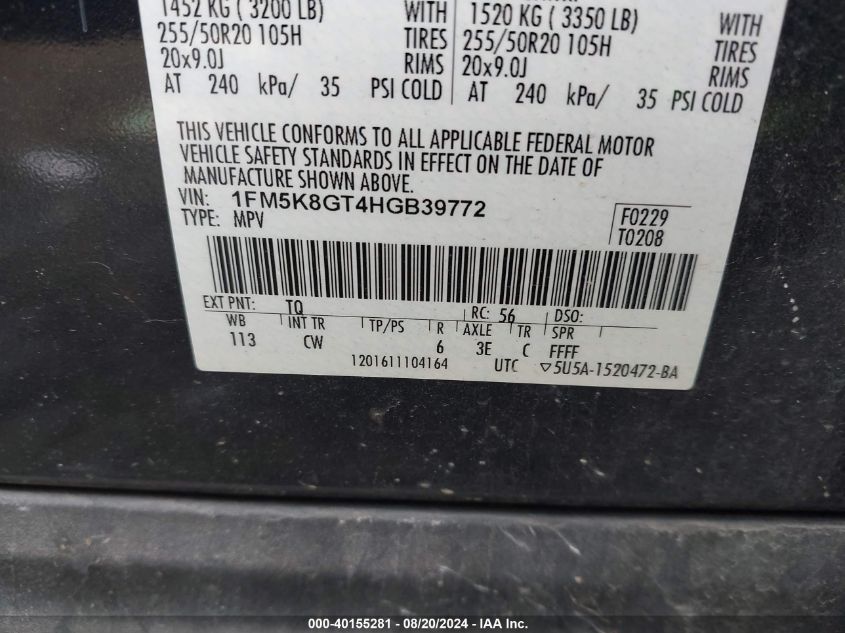 1452 KG ( 3200 LB) WITH 1520 KG ( 3350 LB) WITH
255/50R20 105H TIRES 255/50R20 105H TIRES
20x9.0J RIMS 20x9.0J RIMS
AT 240 kPa/ 35 PSI COLD AT 240 kPa/ 35 PSI COLD
THIS VEHICLE CONFORMS TO ALL APPLICABLE FEDERAL MOTOR
VEHICLE SAFETY STANDARDS IN EFFECT ON THE DATE OF
MANUFACTURE SHOWN ABOVE.
VIN: 1FM5K8GT4HGB39772
TYPE: MPV
F0229
T0208
EXT PNT: TQ RC: 56 DSO:
WB INT TR TP/PS R AXLE TR SPR
113 CW 6 3E C FFFF
1201611104164 UTC ▽5U5A-1520472-BA
000-40155281 - 08/20/2024 - IAA Inc.